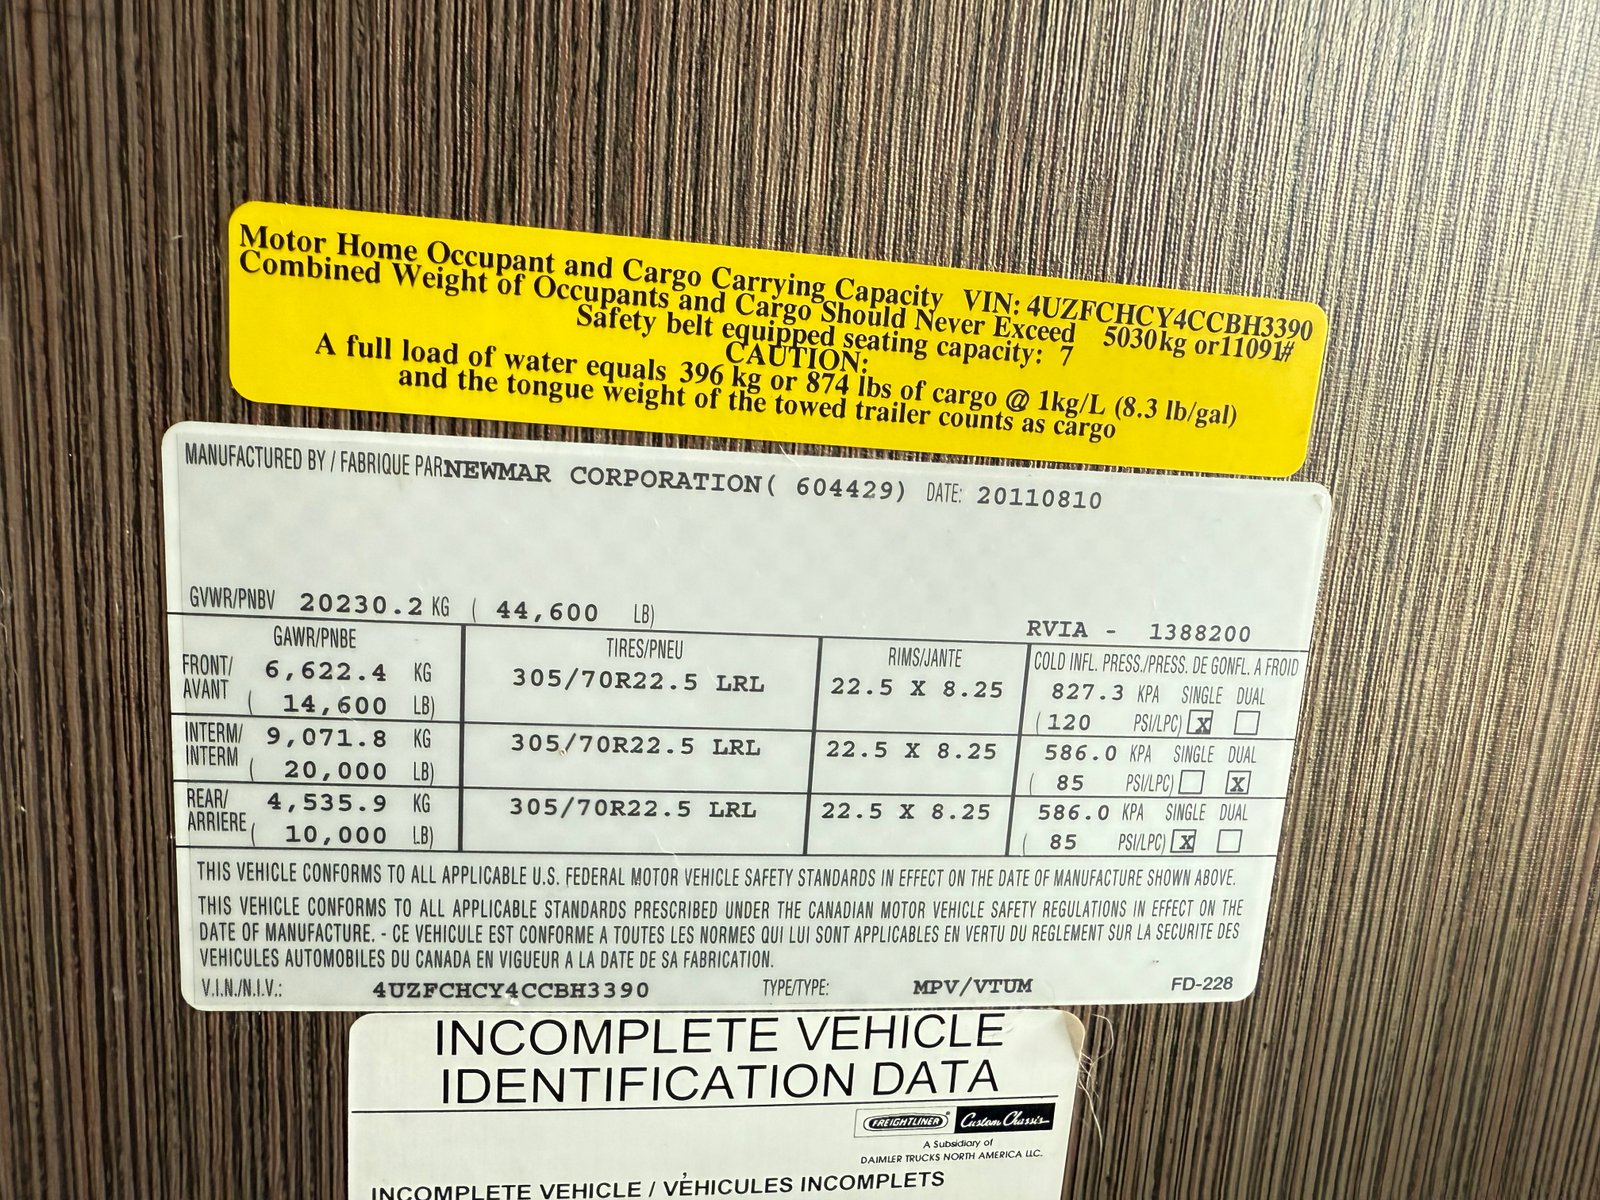 Motor Home Occupant and Cargo Carrying Capacity VIN: 4UZFCHCY4CCBH3390
Combined Weight of Occupants and Cargo Should Never Exceed 5030kg or11091#
Safety belt equipped seating capacity: 7
CAUTION:
A full load of water equals 396 kg or 874 lbs of cargo @ 1kg/L (8.3 lb/gal)
and the tongue weight of the towed trailer counts as cargo
MANUFACTURED BY / FABRIQUE PAR NEWMAR CORPORATION( 604429) DATE: 20110810
GVWR/PNBV 20230.2 KG ( 44,600 LB)
RVIA - 1388200
GAWR/PNBE TIRES/PNEU RIMS/JANTE COLD INFL. PRESS./PRESS. DE GONFL. A FROID
FRONT/ 6,622.4 KG 305/70R22.5 LRL 22.5 X 8.25 827.3 KPA SINGLE DUAL
AVANT ( 14,600 LB) ( 120 PSI/LPC) X
INTERM/ 9,071.8 KG 305/70R22.5 LRL 22.5 X 8.25 586.0 KPA SINGLE DUAL
INTERM ( 20,000 LB) ( 85 PSI/LPC) X
REAR/ 4,535.9 KG 305/70R22.5 LRL 22.5 X 8.25 586.0 KPA SINGLE DUAL
ARRIERE ( 10,000 LB) ( 85 PSI/LPC) X
THIS VEHICLE CONFORMS TO ALL APPLICABLE U.S. FEDERAL MOTOR VEHICLE SAFETY STANDARDS IN EFFECT ON THE DATE OF MANUFACTURE SHOWN ABOVE.
THIS VEHICLE CONFORMS TO ALL APPLICABLE STANDARDS PRESCRIBED UNDER THE CANADIAN MOTOR VEHICLE SAFETY REGULATIONS IN EFFECT ON THE
DATE OF MANUFACTURE. - CE VEHICULE EST CONFORME A TOUTES LES NORMES QUI LUI SONT APPLICABLES EN VERTU DU REGLEMENT SUR LA SECURITE DES
VEHICULES AUTOMOBILES DU CANADA EN VIGUEUR A LA DATE DE SA FABRICATION.
V.I.N./N.I.V.: 4UZFCHCY4CCBH3390 TYPE/TYPE: MPV/VTUM FD-228
INCOMPLETE VEHICLE
IDENTIFICATION DATA
FREIGHTLINER Custom Chassis
A Subsidiary of
DAIMLER TRUCKS NORTH AMERICA LLC.
INCOMPLETE VEHICLE / VÉHICULES INCOMPLETS